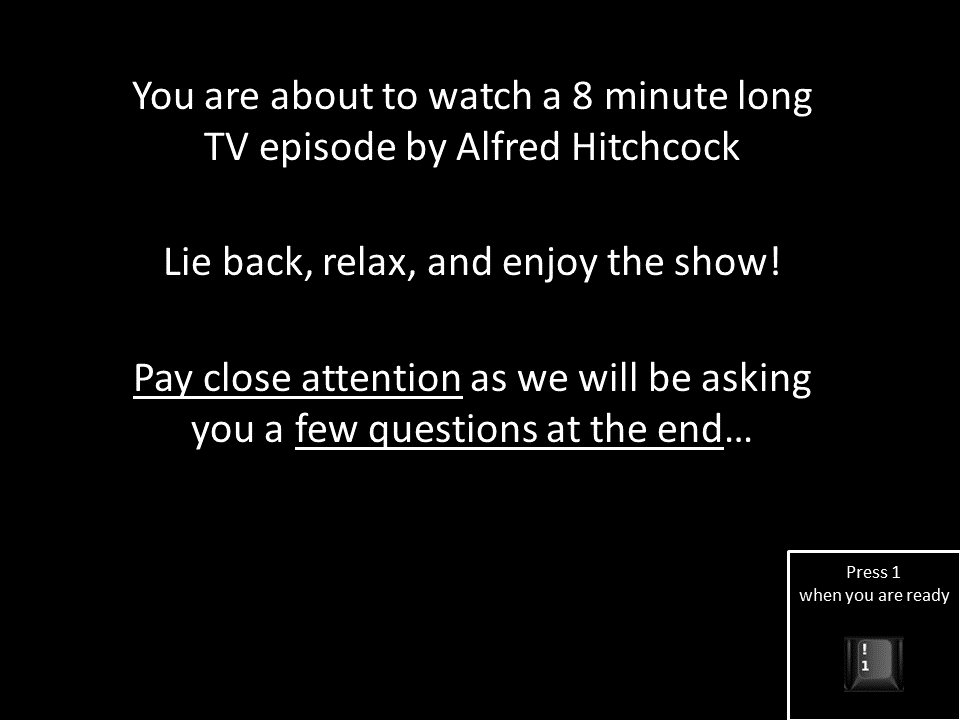 You are about to watch a 8 minute long
TV episode by Alfred Hitchcock
Lie back, relax, and enjoy the show!
Pay close attention as we will be asking
you a few questions at the end…
Press 1
when you are ready
!
1